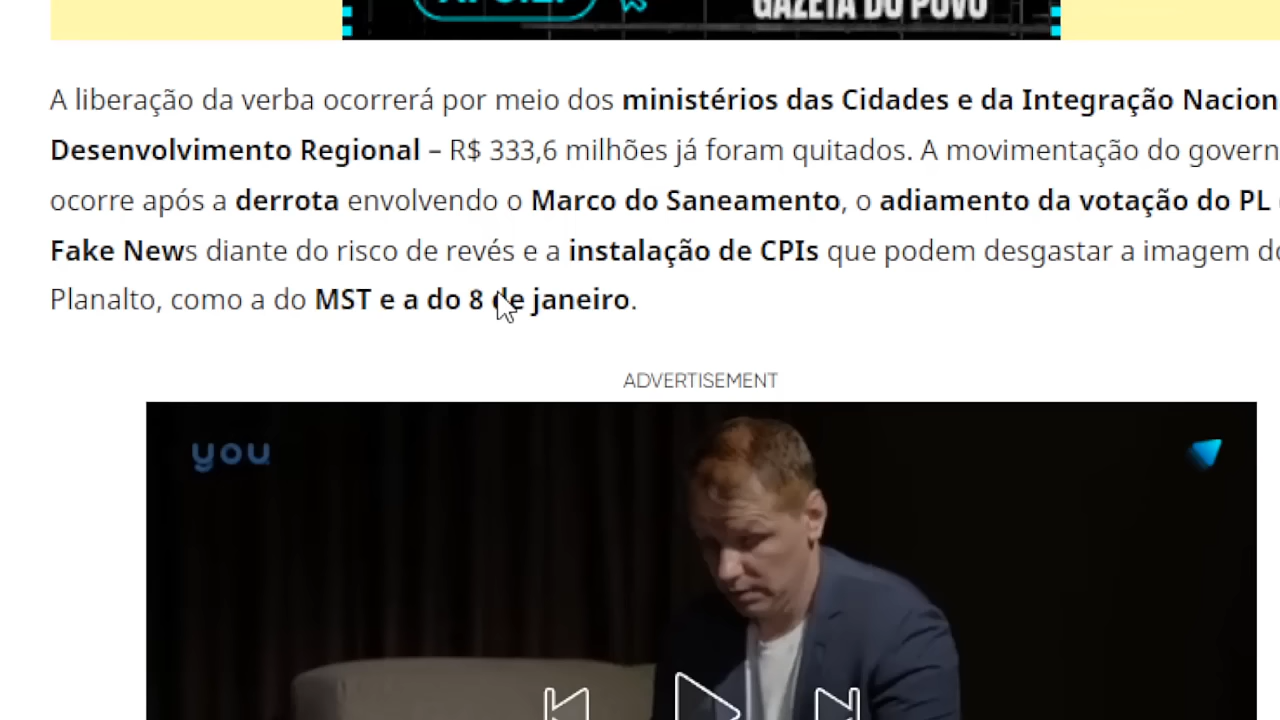 GAZETA DO POVO
A liberação da verba ocorrerá por meio dos ministérios das Cidades e da Integração Nacion
Desenvolvimento Regional – R$ 333,6 milhões já foram quitados. A movimentação do govern
ocorre após a derrota envolvendo o Marco do Saneamento, o adiamento da votação do PL
Fake News diante do risco de revés e a instalação de CPIs que podem desgastar a imagem do
Planalto, como a do MST e a do 8 de janeiro.
ADVERTISEMENT
you